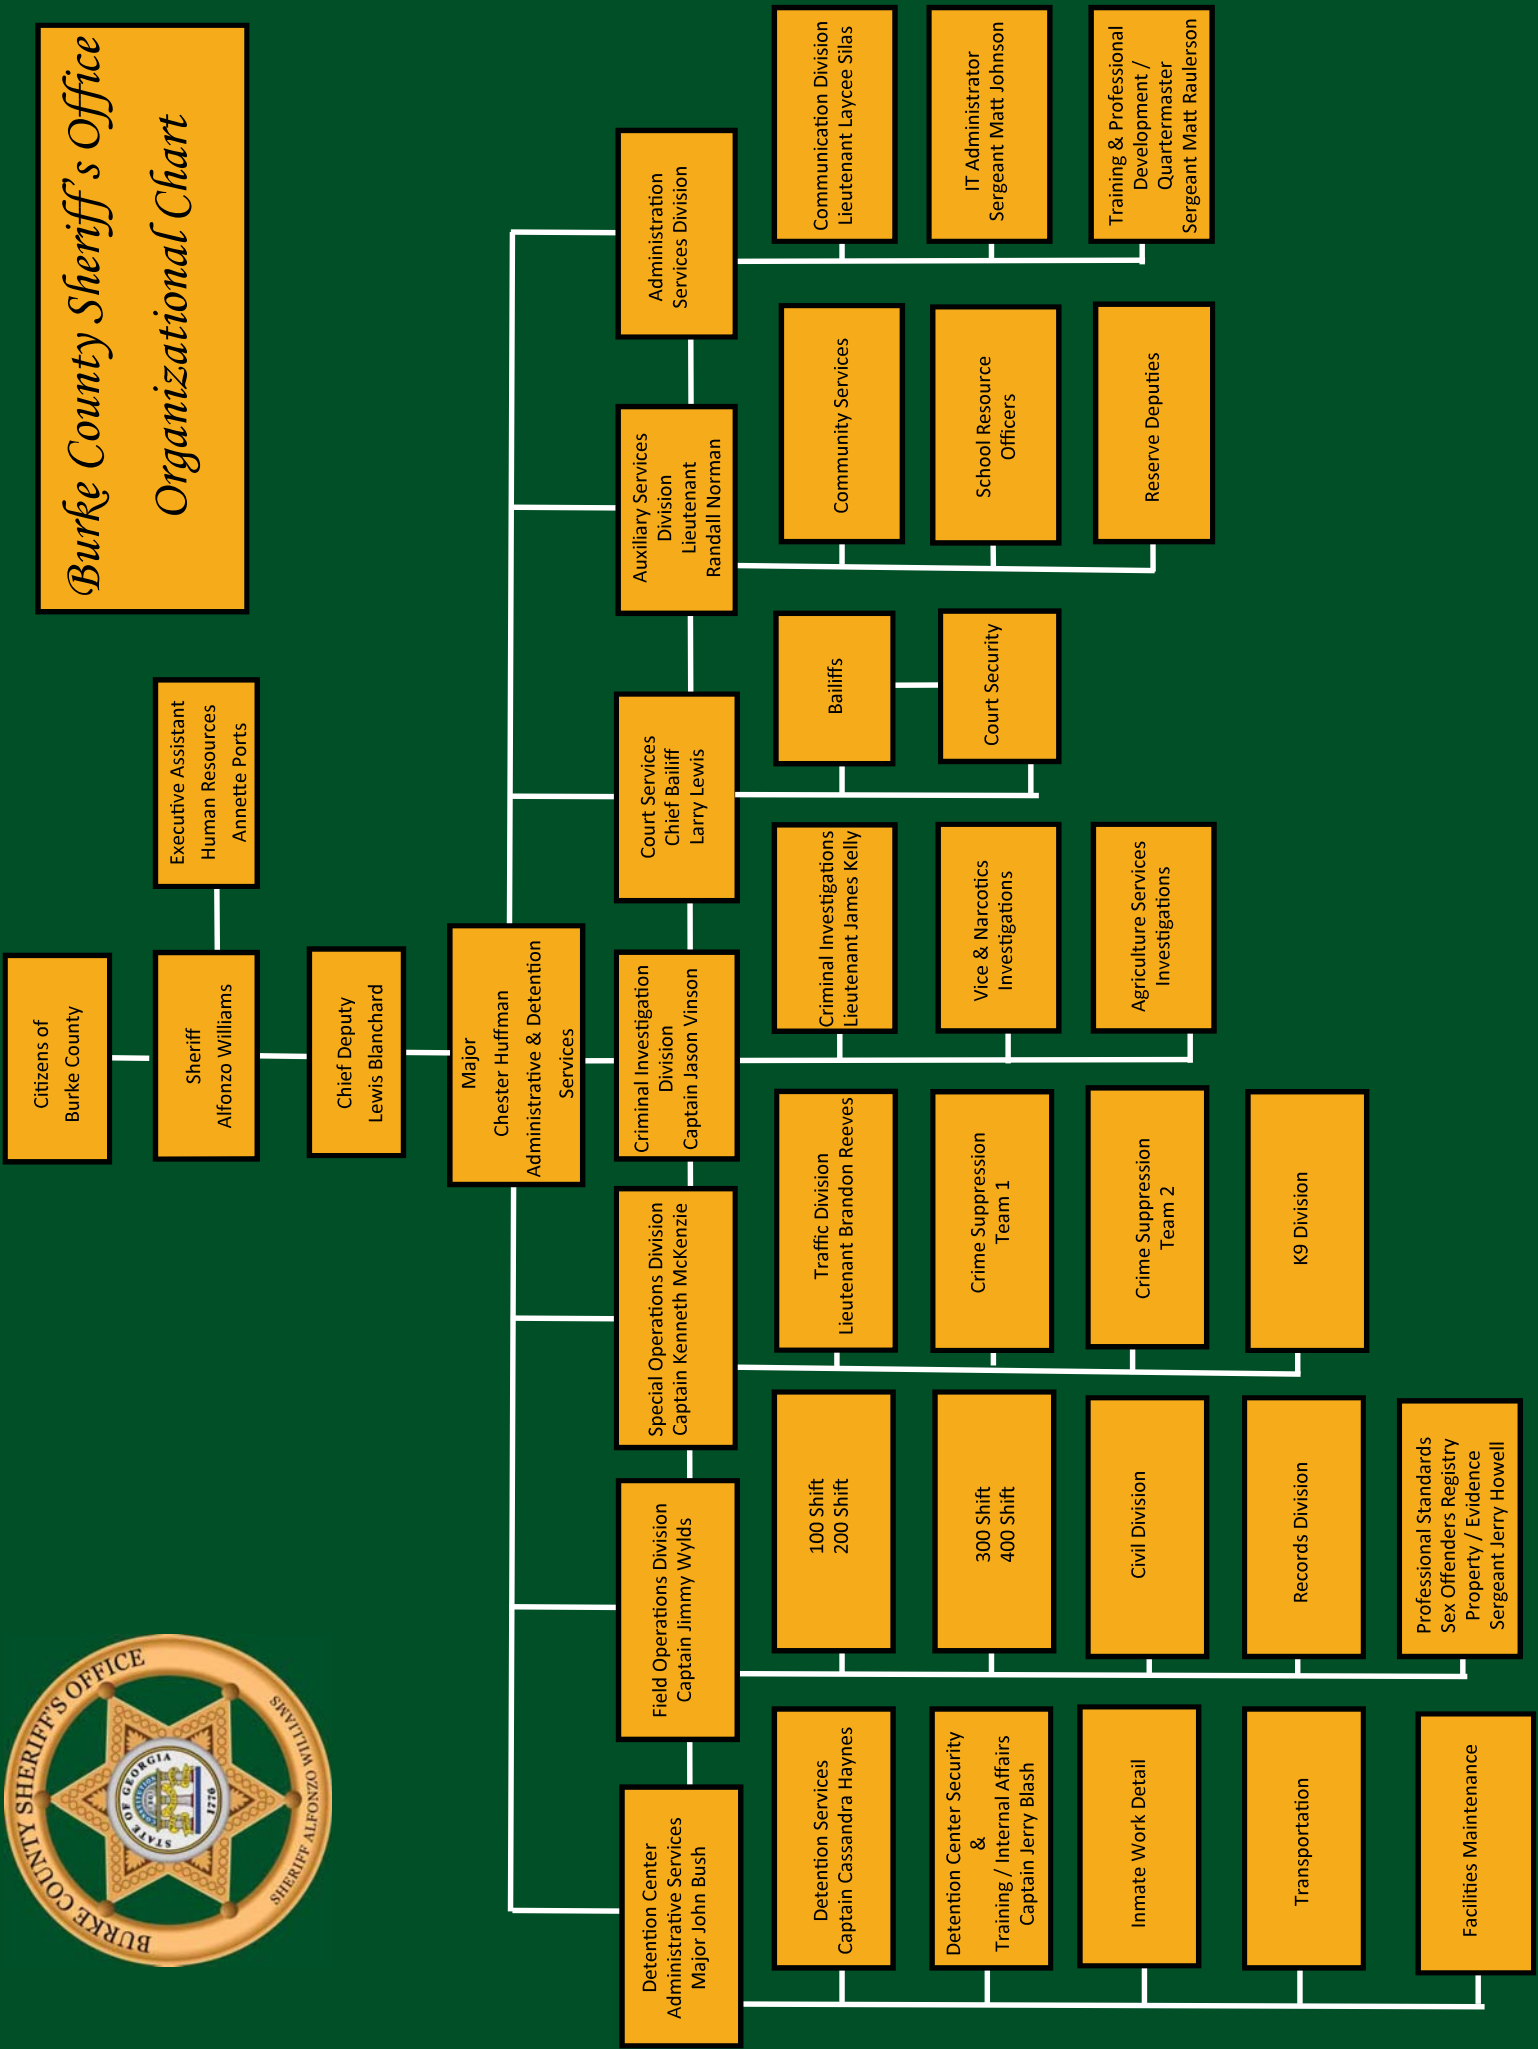 BURKE COUNTY SHERIFF'S OFFICE
STATE OF GEORGIA
CONSTITUTION
1776
SHERIFF ALFONZO WILLIAMS
Citizens of
Burke County
Burke County Sheriff's Office
Organizational Chart
Sheriff
Alfonzo Williams
Executive Assistant
Human Resources
Annette Ports
Chief Deputy
Lewis Blanchard
Major
Chester Huffman
Administrative & Detention
Services
Detention Center
Administrative Services
Major John Bush
Field Operations Division
Captain Jimmy Wylds
Special Operations Division
Captain Kenneth McKenzie
Criminal Investigation
Division
Captain Jason Vinson
Court Services
Chief Bailiff
Larry Lewis
Auxiliary Services
Division
Lieutenant
Randall Norman
Administration
Services Division
Detention Services
Captain Cassandra Haynes
Detention Center Security
&
Training / Internal Affairs
Captain Jerry Blash
Inmate Work Detail
Transportation
Facilities Maintenance
100 Shift
200 Shift
300 Shift
400 Shift
Civil Division
Records Division
Professional Standards
Sex Offenders Registry
Property / Evidence
Sergeant Jerry Howell
Traffic Division
Lieutenant Brandon Reeves
Crime Suppression
Team 1
Crime Suppression
Team 2
K9 Division
Criminal Investigations
Lieutenant James Kelly
Vice & Narcotics
Investigations
Agriculture Services
Investigations
Bailiffs
Court Security
Community Services
School Resource
Officers
Reserve Deputies
Communication Division
Lieutenant Laycee Silas
IT Administrator
Sergeant Matt Johnson
Training & Professional
Development /
Quartermaster
Sergeant Matt Raulerson